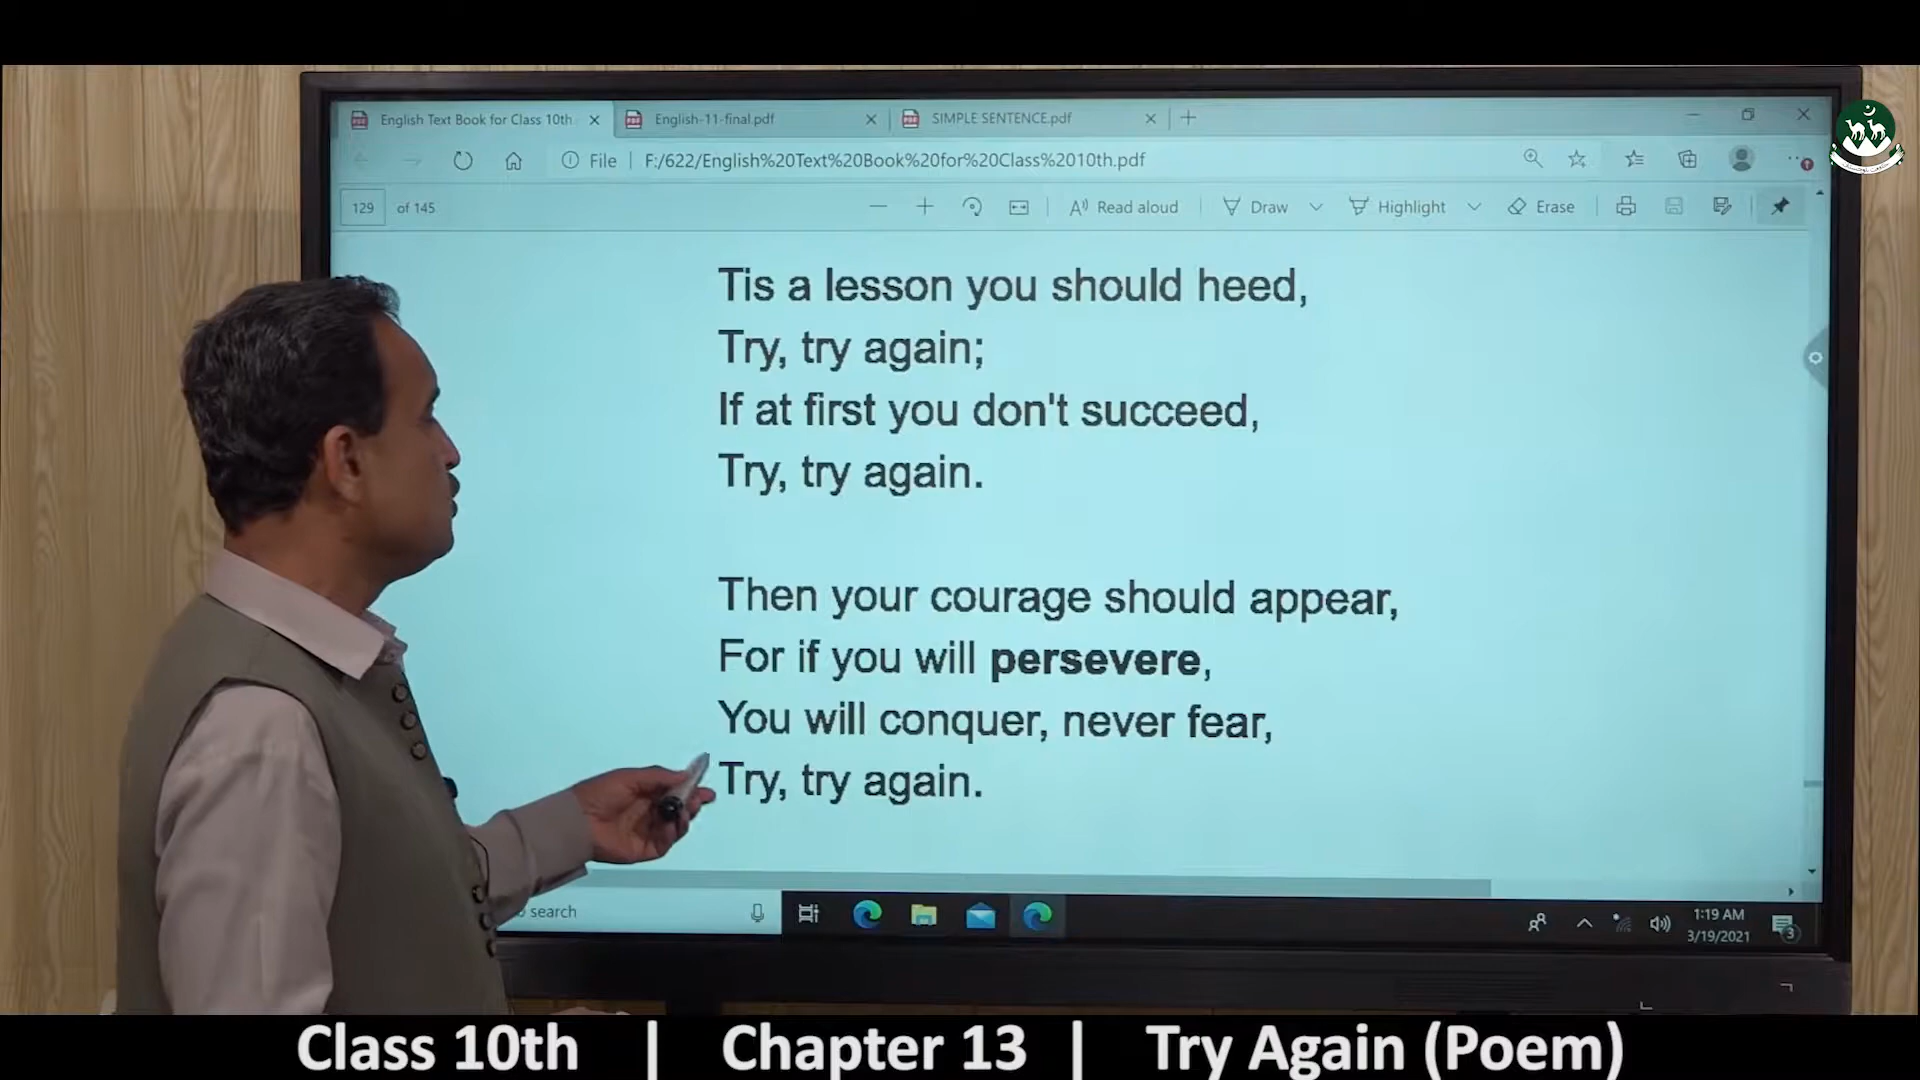 English Text Book for Class 10th
English-11-final.pdf
SIMPLE SENTENCE.pdf
File
F:/622/English%20Text%20Book%20for%20Class%2010th.pdf
129 of 145
Read aloud
Draw
Highlight
Erase
Tis a lesson you should heed,
Try, try again;
If at first you don't succeed,
Try, try again.
Then your courage should appear,
For if you will persevere,
You will conquer, never fear,
Try, try again.
search
1:19 AM
3/19/2021
3
Class 10th | Chapter 13 | Try Again (Poem)